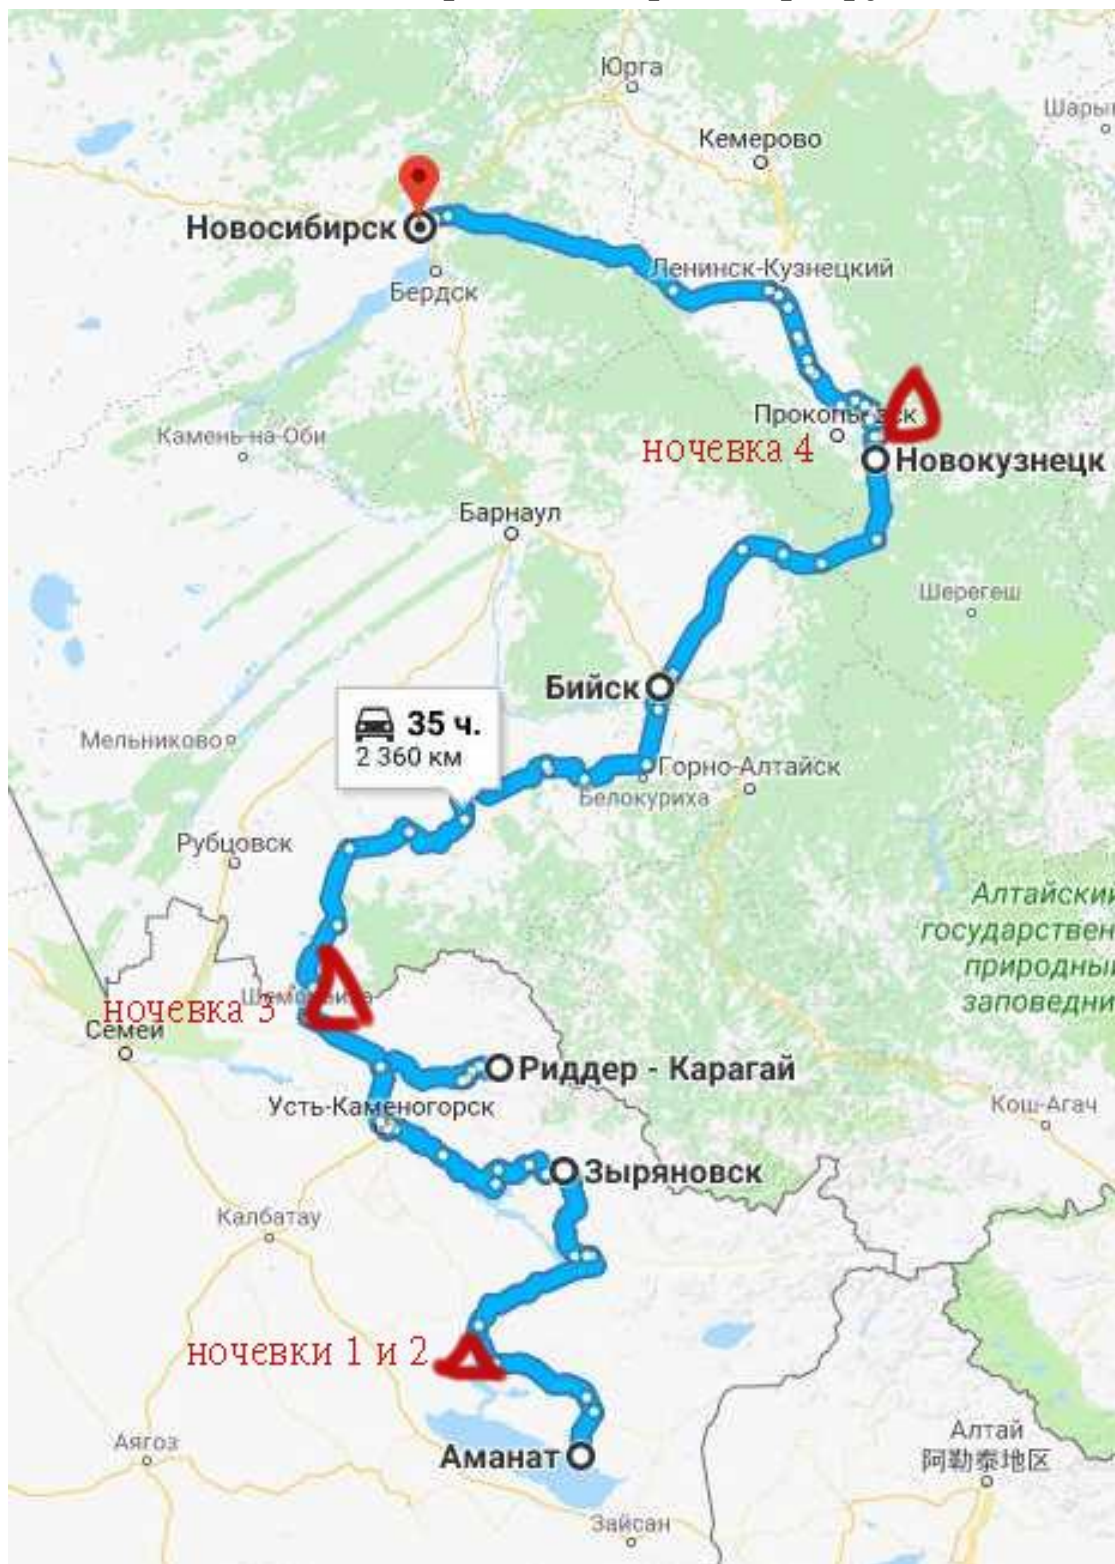 Юрга
Шары
Кемерово
Новосибирск
Ленинск-Кузнецкий
Бердск
Прокопьевск
Камень-на-Оби
ночевка 4
Новокузнецк
Барнаул
Шерегеш
Бийск
35 ч.
2 360 км
Мельниково
Горно-Алтайск
Белокуриха
Рубцовск
Алтайский
государствен
природный
заповедни
ночевка 3
Семей
Риддер - Карагай
Усть-Каменогорск
Кош-Агач
Зыряновск
Калбатау
ночевки 1 и 2
Аягоз
Аманат
Алтай
阿勒泰地区
Зайсан